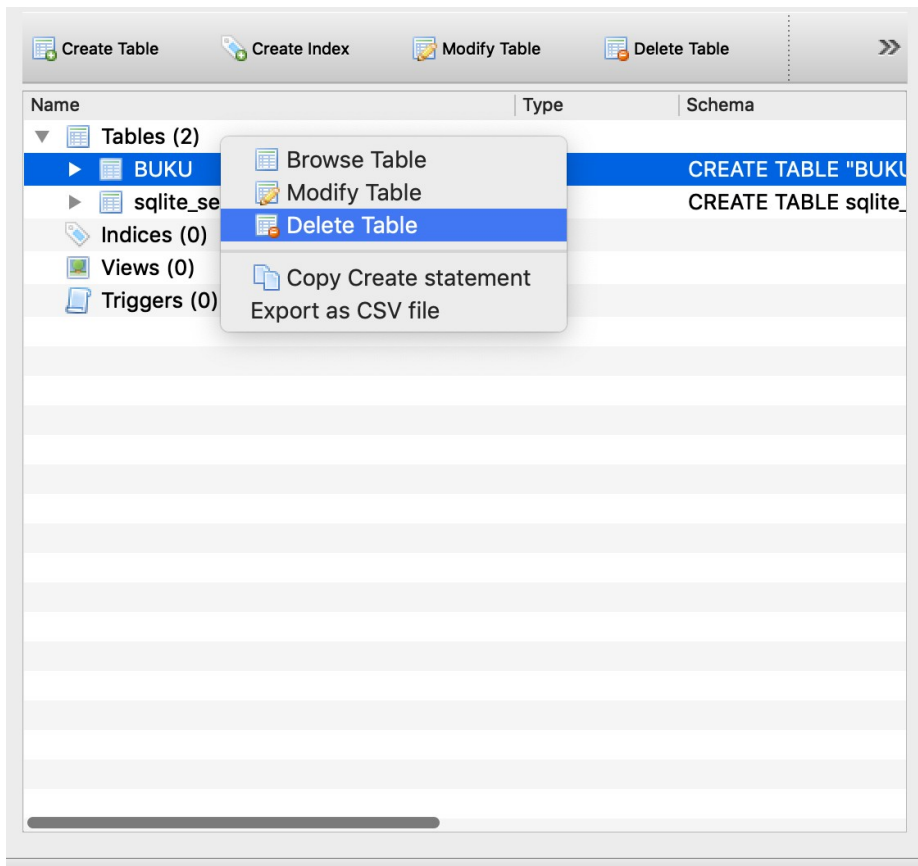 Create Table Create Index Modify Table Delete Table »
Name Type Schema
Tables (2)
BUKU CREATE TABLE "BUKU
sqlite_se CREATE TABLE sqlite_
Indices (0)
Views (0)
Triggers (0)
Browse Table
Modify Table
Delete Table
Copy Create statement
Export as CSV file